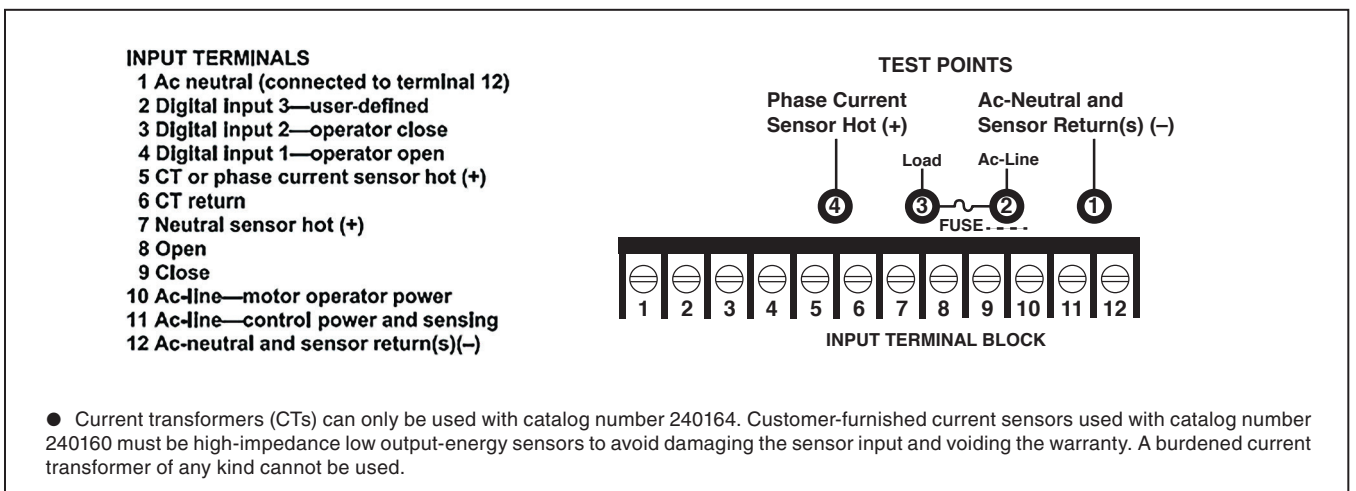 INPUT TERMINALS
1 Ac neutral (connected to terminal 12)
2 Digital input 3—user-defined
3 Digital input 2—operator close
4 Digital input 1—operator open
5 CT or phase current sensor hot (+)
6 CT return
7 Neutral sensor hot (+)
8 Open
9 Close
10 Ac-line—motor operator power
11 Ac-line—control power and sensing
12 Ac-neutral and sensor return(s)(–)
TEST POINTS
Phase Current
Sensor Hot (+)
Ac-Neutral and
Sensor Return(s) (–)
Load
Ac-Line
4 3 2 1
FUSE
1 2 3 4 5 6 7 8 9 10 11 12
INPUT TERMINAL BLOCK
● Current transformers (CTs) can only be used with catalog number 240164. Customer-furnished current sensors used with catalog number
240160 must be high-impedance low output-energy sensors to avoid damaging the sensor input and voiding the warranty. A burdened current
transformer of any kind cannot be used.